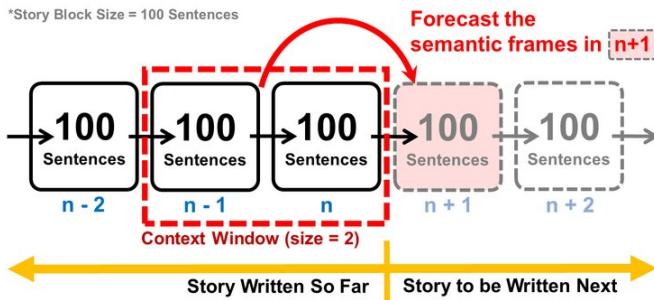 *Story Block Size = 100 Sentences
Forecast the
semantic frames in n+1
100
Sentences
100
Sentences
100
Sentences
100
Sentences
100
Sentences
n - 2
n - 1
n
n + 1
n + 2
Context Window (size = 2)
Story Written So Far
Story to be Written Next